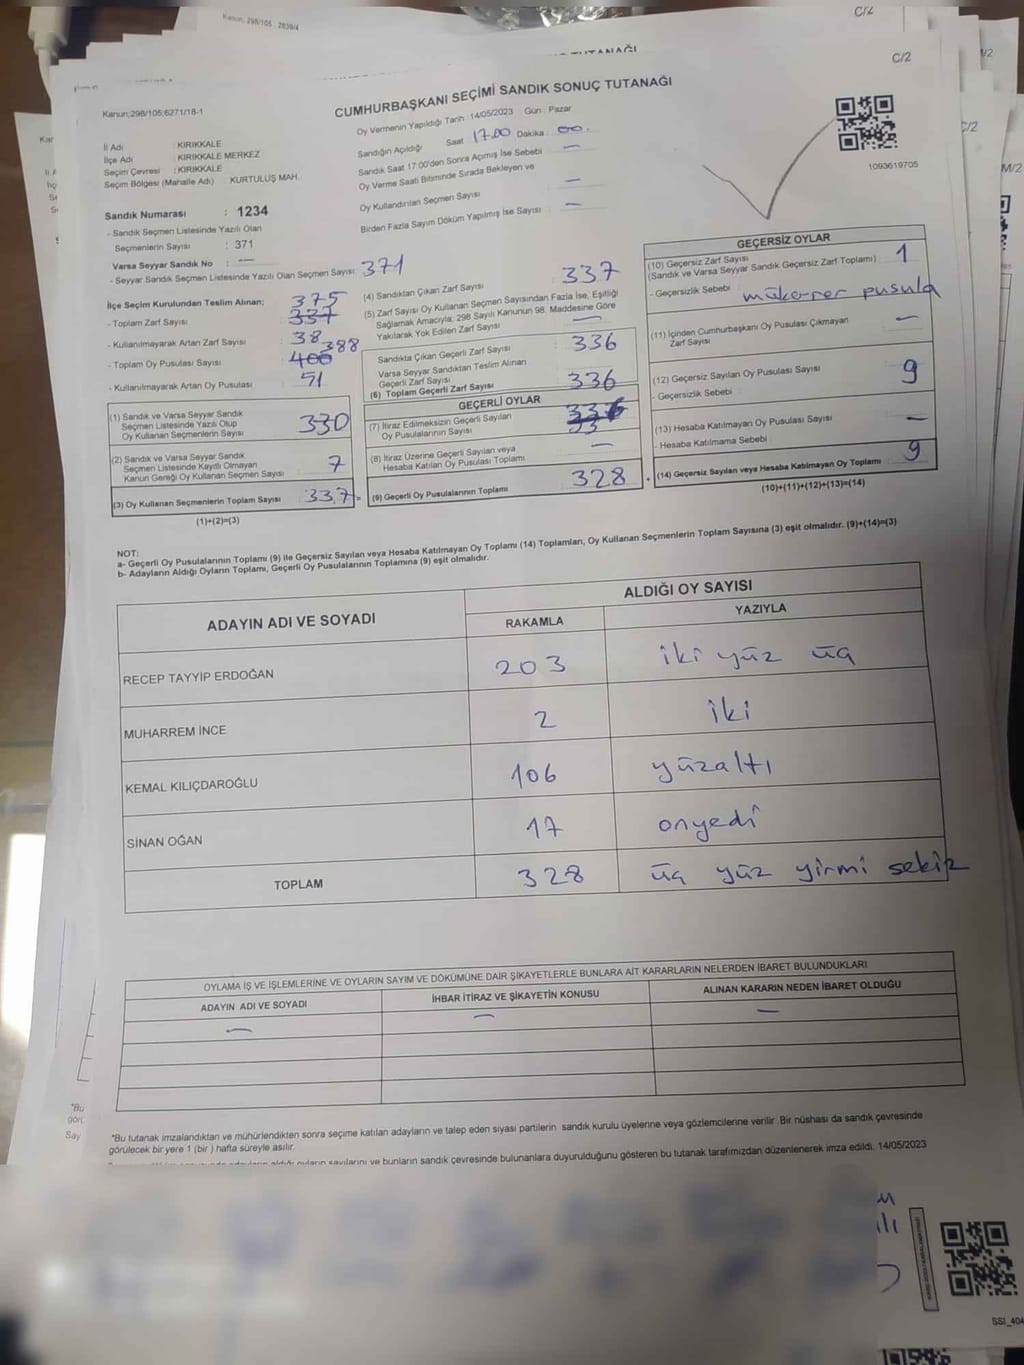 Kanun; 298/105 : 2839/4
C/2
TUTANAĞI
C/2
Kanun;298/105;6271/18-1
CUMHURBAŞKANI SEÇİMİ SANDIK SONUÇ TUTANAĞI
İl Adı : KIRIKKALE
İlçe Adı : KIRIKKALE MERKEZ
Seçim Çevresi : KIRIKKALE
Seçim Bölgesi (Mahalle Adı) : KURTULUŞ MAH.
Sandık Numarası : 1234
- Sandık Seçmen Listesinde Yazılı Olan
Seçmenlerin Sayısı : 371
Varsa Seyyar Sandık No : —
- Seyyar Sandık Seçmen Listesinde Yazılı Olan Seçmen Sayısı: 371
Oy Vermenin Yapıldığı Tarih :14/05/2023 Gün : Pazar
Sandığın Açıldığı Saat 17.00 Dakika : 00.
Sandık Saat 17:00'den Sonra Açımış İse Sebebi —
Oy Verme Saati Bitiminde Sırada Bekleyen ve
Oy Kullandırılan Seçmen Sayısı —
Birden Fazla Sayım Döküm Yapılmış İse Sayısı : —
1093619705
İlçe Seçim Kurulundan Teslim Alınan; 375
- Toplam Zarf Sayısı : 337
- Kullanılmayarak Artan Zarf Sayısı : 38
388
- Toplam Oy Pusulası Sayısı : 400
- Kullanılmayarak Artan Oy Pusulası : 51
(1) Sandık ve Varsa Seyyar Sandık
Seçmen Listesinde Yazılı Olup
Oy Kullanan Seçmenlerin Sayısı : 330
(2) Sandık ve Varsa Seyyar Sandık
Seçmen Listesinde Kayıtlı Olmayan
Kanun Gereği Oy Kullanan Seçmen Sayısı : 7
(3) Oy Kullanan Seçmenlerin Toplam Sayısı : 337 =
(1)+(2)=(3)
(4) Sandıktan Çıkan Zarf Sayısı 337
(5) Zarf Sayısı Oy Kullanan Seçmen Sayısından Fazla İse, Eşitliği
Sağlamak Amacıyla; 298 Sayılı Kanunun 98. Maddesine Göre
Yakılarak Yok Edilen Zarf Sayısı —
Sandıkta Çıkan Geçerli Zarf Sayısı 336
Varsa Seyyar Sandıktan Teslim Alınan
Geçerli Zarf Sayısı
(6) Toplam Geçerli Zarf Sayısı 336
GEÇERLİ OYLAR
(7) İtiraz Edilmeksizin Geçerli Sayılan
Oy Pusulalarının Sayısı 336
(8) İtiraz Üzerine Geçerli Sayılan veya
Hesaba Katılan Oy Pusulası Toplamı : —
(9) Geçerli Oy Pusulalarının Toplamı 328 +
GEÇERSİZ OYLAR
(10) Geçersiz Zarf Sayısı
(Sandık ve Varsa Seyyar Sandık Geçersiz Zarf Toplamı) : 1
- Geçersizlik Sebebi : mükerrer pusula
(11) İçinden Cumhurbaşkanı Oy Pusulası Çıkmayan
Zarf Sayısı —
(12) Geçersiz Sayılan Oy Pusulası Sayısı : 9
- Geçersizlik Sebebi :
(13) Hesaba Katılmayan Oy Pusulası Sayısı : —
- Hesaba Katılmama Sebebi :
(14) Geçersiz Sayılan veya Hesaba Katılmayan Oy Toplamı : 9
(10)+(11)+(12)+(13)=(14)
NOT:
a- Geçerli Oy Pusulalarının Toplamı (9) ile Geçersiz Sayılan veya Hesaba Katılmayan Oy Toplamı (14) Toplamları, Oy Kullanan Seçmenlerin Toplam Sayısına (3) eşit olmalıdır. (9)+(14)=(3)
b- Adayların Aldığı Oyların Toplamı, Geçerli Oy Pusulalarının Toplamına (9) eşit olmalıdır.
ADAYIN ADI VE SOYADI
ALDIĞI OY SAYISI
RAKAMLA YAZIYLA
RECEP TAYYİP ERDOĞAN 203 iki yüz üç
MUHARREM İNCE 2 iki
KEMAL KILIÇDAROĞLU 106 yüzaltı
SİNAN OĞAN 17 onyedi
TOPLAM 328 üç yüz yirmi sekiz
OYLAMA İŞ VE İŞLEMLERİNE VE OYLARIN SAYIM VE DÖKÜMÜNE DAİR ŞİKAYETLERLE BUNLARA AİT KARARLARIN NELERDEN İBARET BULUNDUKLARI
ADAYIN ADI VE SOYADI İHBAR İTİRAZ VE ŞİKAYETİN KONUSU ALINAN KARARIN NEDEN İBARET OLDUĞU
— — —
*Bu tutanak imzalandıktan ve mühürlendikten sonra seçime katılan adayların ve talep eden siyasi partilerin sandık kurulu üyelerine veya gözlemcilerine verilir. Bir nüshası da sandık çevresinde
görülecek bir yere 1 (bir ) hafta süreyle asılır.
aldığı oyların sayılarını ve bunların sandık çevresinde bulunanlara duyurulduğunu gösteren bu tutanak tarafımızdan düzenlenerek imza edildi. 14/05/2023
SSI_404